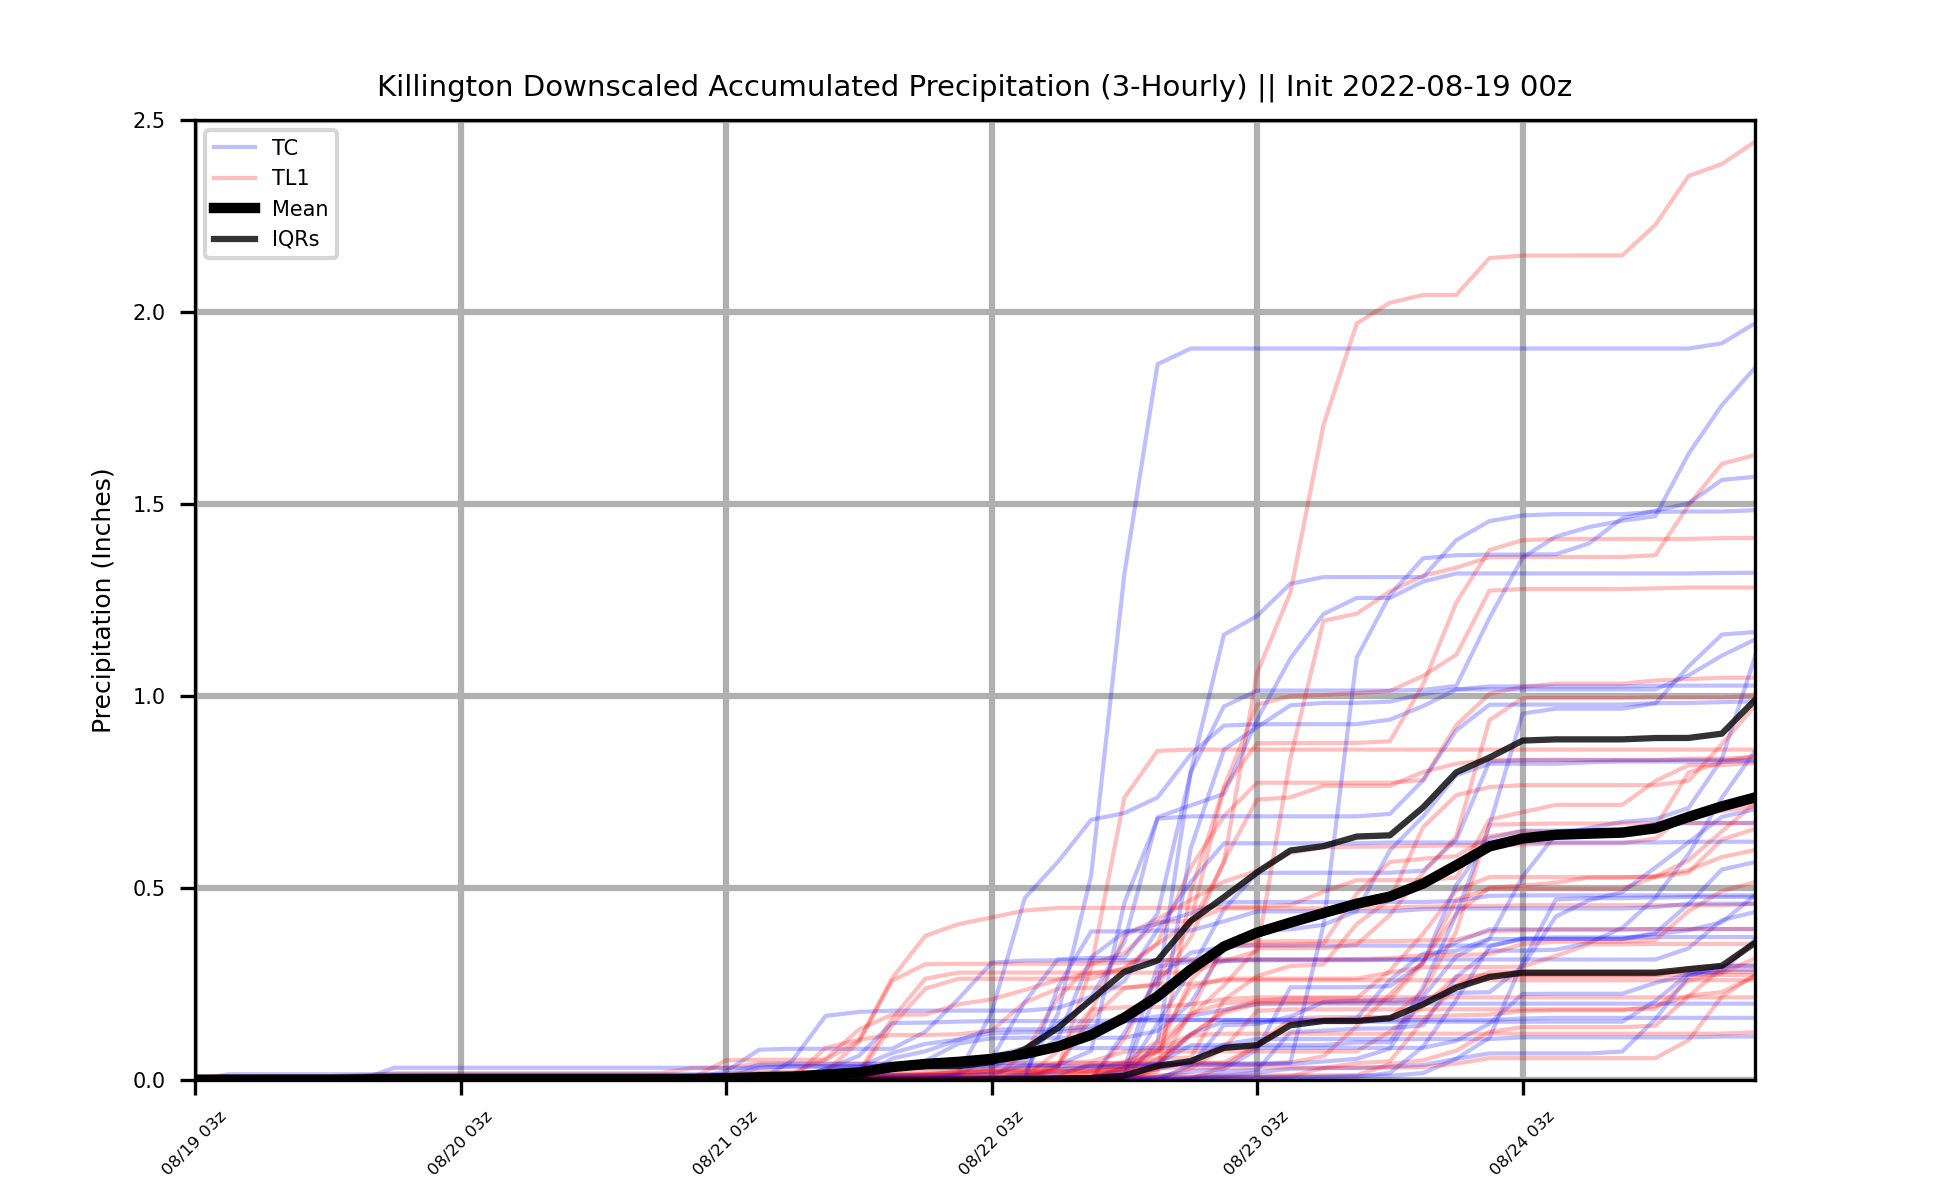 Killington Downscaled Accumulated Precipitation (3-Hourly) || Init 2022-08-19 00z
TC
TL1
Mean
IQRs
Precipitation (Inches)
2.5
2.0
1.5
1.0
0.5
0.0
08/19 03z
08/20 03z
08/21 03z
08/22 03z
08/23 03z
08/24 03z